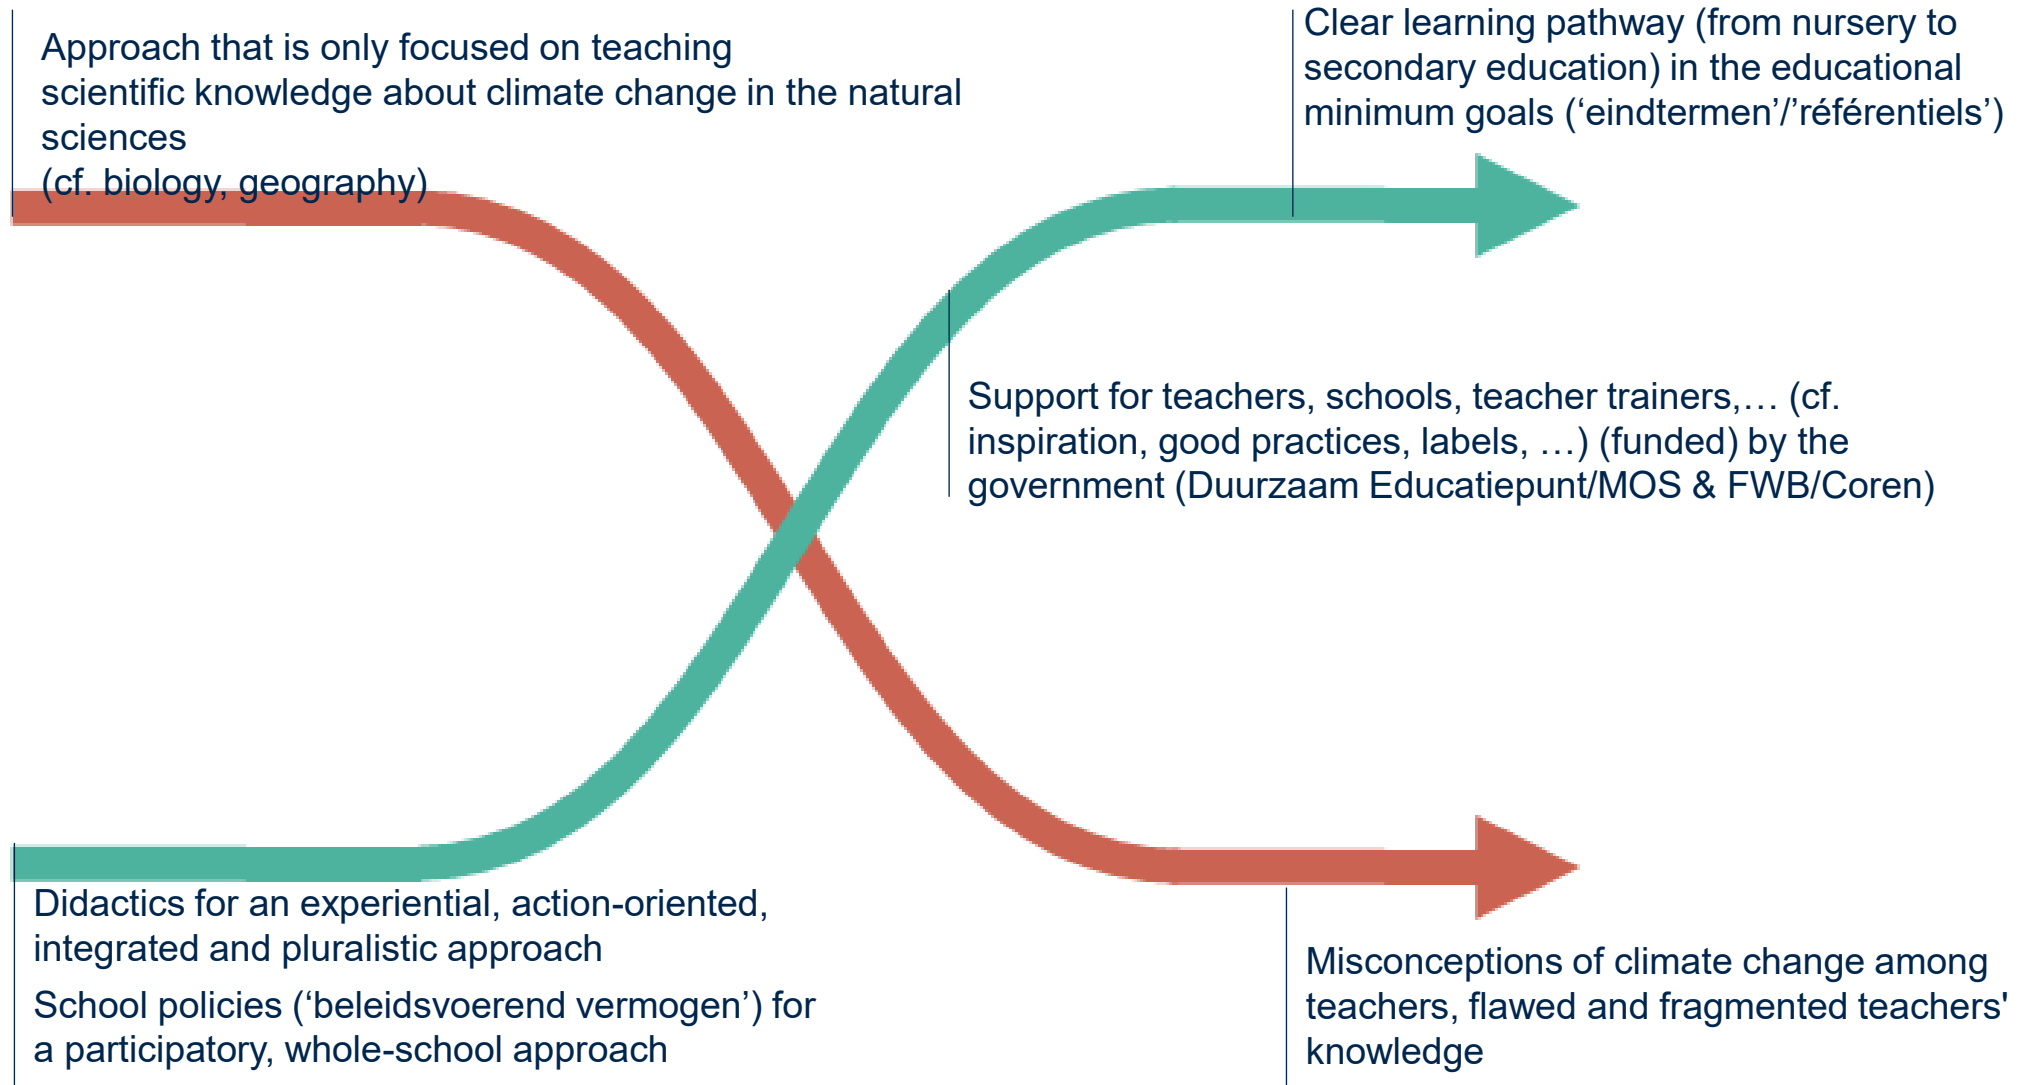 Approach that is only focused on teaching
scientific knowledge about climate change in the natural
sciences
(cf. biology, geography)
Clear learning pathway (from nursery to
secondary education) in the educational
minimum goals (‘eindtermen’/’référentiels’)
Support for teachers, schools, teacher trainers,… (cf.
inspiration, good practices, labels, …) (funded) by the
government (Duurzaam Educatiepunt/MOS & FWB/Coren)
Didactics for an experiential, action-oriented,
integrated and pluralistic approach
School policies (‘beleidsvoerend vermogen’) for
a participatory, whole-school approach
Misconceptions of climate change among
teachers, flawed and fragmented teachers'
knowledge